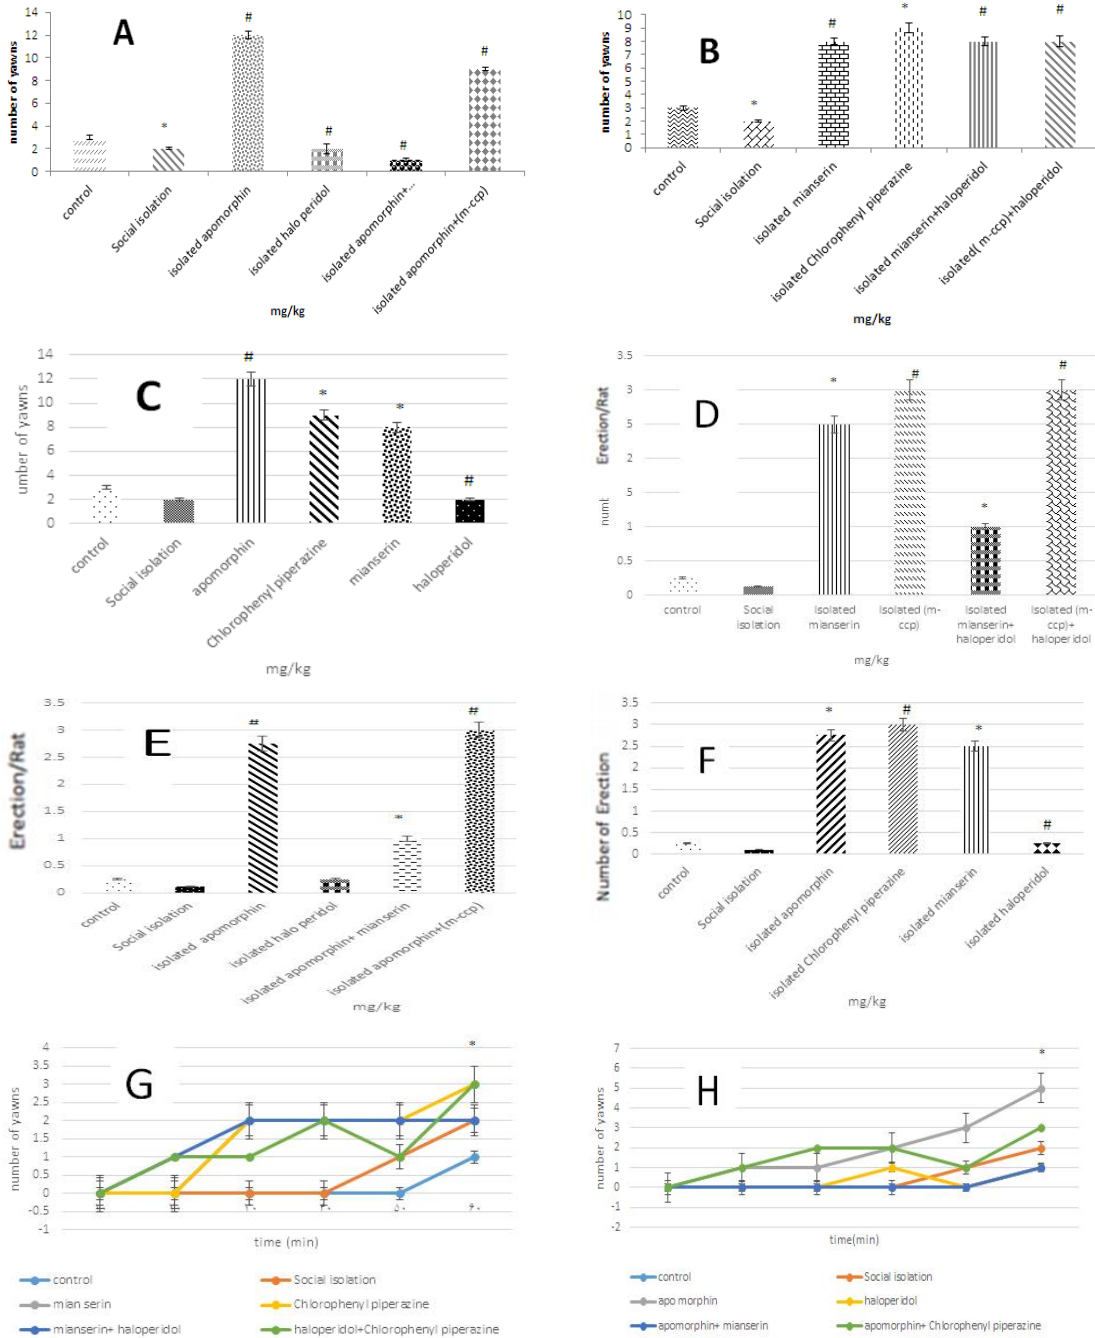 A
number of yawns
14
12
10
8
6
4
2
0
#
*
#
#
#
#
control
Social isolation
isolated apomorphin
isolated halo peridol
isolated apomorphin+...
isolated apomorphin+(m-ccp)
mg/kg
B
number of yawns
10
9
8
7
6
5
4
3
2
1
0
*
#
*
#
#
control
Social isolation
isolated mianserin
isolated Chlorophenyl piperazine
isolated mianserin+haloperidol
isolated( m-ccp)+haloperidol
mg/kg
C
umber of yawns
14
12
10
8
6
4
2
0
#
*
*
#
control
Social isolation
apomorphin
Chlorophenyl piperazine
mianserin
haloperidol
mg/kg
D
Erection/Rat
3.5
3
5
2
5
1
0.5
0
*
#
*
#
control
Social
isolation
Isolated
mianserin
Isolated (m-
ccp)
Isolated
mianserin+
haloperidol
Isolated (m-
ccp)+
haloperidol
mg/kg
E
Erection/Rat
3.5
3
2.5
2
1.5
1
0.5
0
#
*
#
control
Social isolation
isolated apomorphin
isolated halo peridol
isolated apomorphin+ mianserin
isolated apomorphin+(m-ccp)
mg/kg
F
Number of Erection
3.5
3
2.5
2
1.5
1
0.5
0
*
#
*
#
control
Social isolation
isolated apomorphin
isolated Chlorophenyl piperazine
isolated mianserin
isolated haloperidol
mg/kg
G
number of yawns
4
3.5
3
2.5
2
1.5
1
0.5
0
-0.5
-1
*
time (min)
control
Social isolation
mian serin
Chlorophenyl piperazine
mianserin+ haloperidol
haloperidol+Chlorophenyl piperazine
H
number of yawns
7
6
5
4
3
2
1
0
-1
-2
*
time(min)
control
Social isolation
apo morphin
haloperidol
apomorphin+ mianserin
apomorphin+ Chlorophenyl piperazine